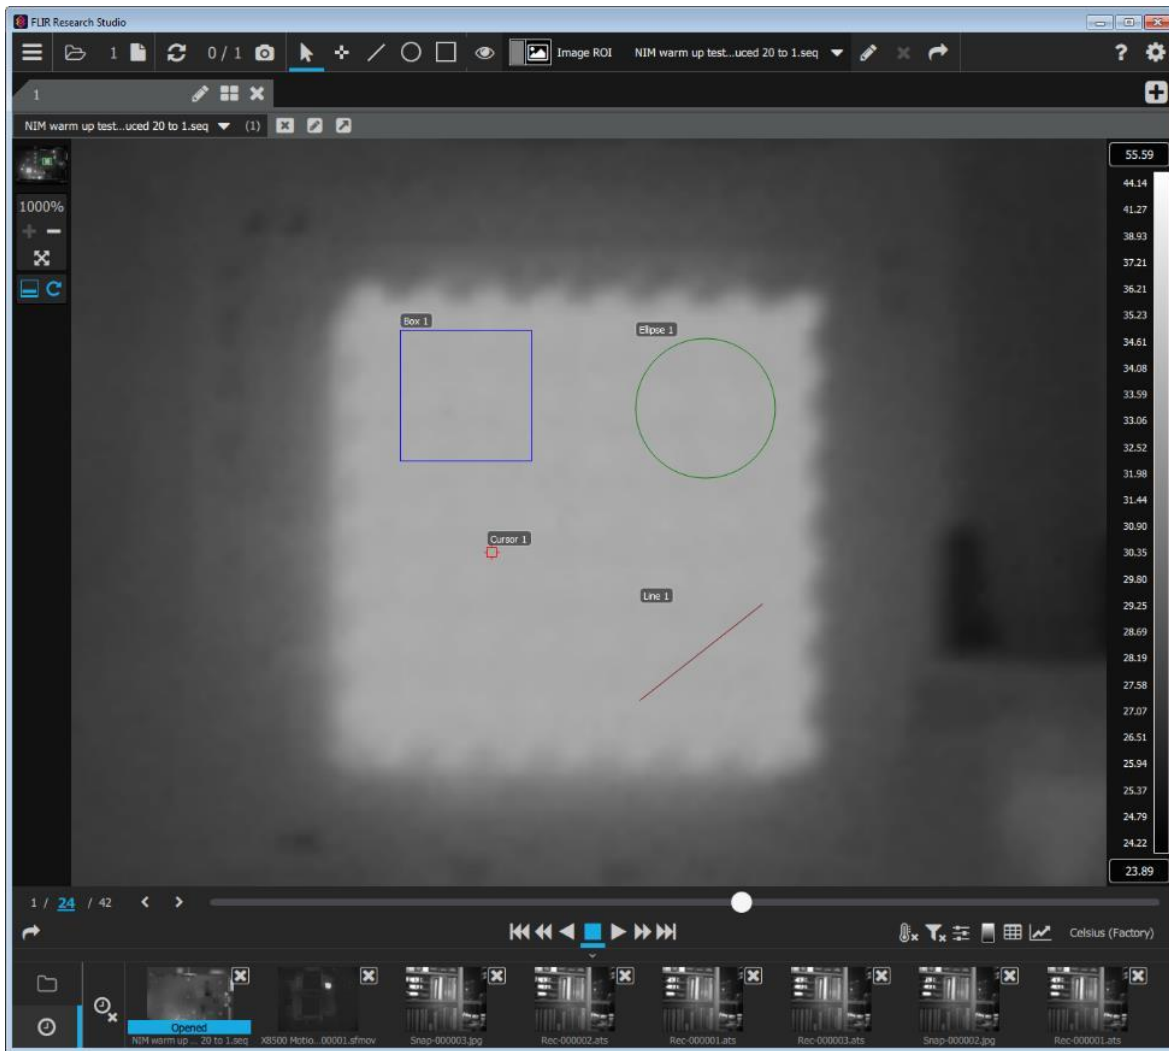 FLIR Research Studio
1 0 / 1 Image ROI NIM warm up test...uced 20 to 1.seq ?
1
NIM warm up test...uced 20 to 1.seq (1)
1000%
55.59
44.14
41.27
38.93
37.21
36.21
35.23
34.61
34.08
33.59
33.06
32.52
31.98
31.44
30.90
30.35
29.80
29.25
28.69
28.19
27.58
27.07
26.51
25.94
25.37
24.79
24.22
23.89
Box 1
Ellipse 1
Cursor 1
Line 1
1 / 24 / 42
Celsius (Factory)
Opened
NIM warm up ... 20 to 1.seq X8500 Motio...00001.sfmov Snap-000003.jpg Rec-000002.ats Rec-000001.ats Rec-000003.ats Snap-000002.jpg Rec-000001.ats